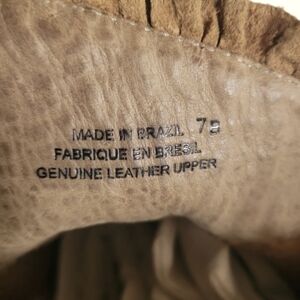 MADE IN BRAZIL 7B
FABRIQUE EN BRESIL
GENUINE LEATHER UPPER